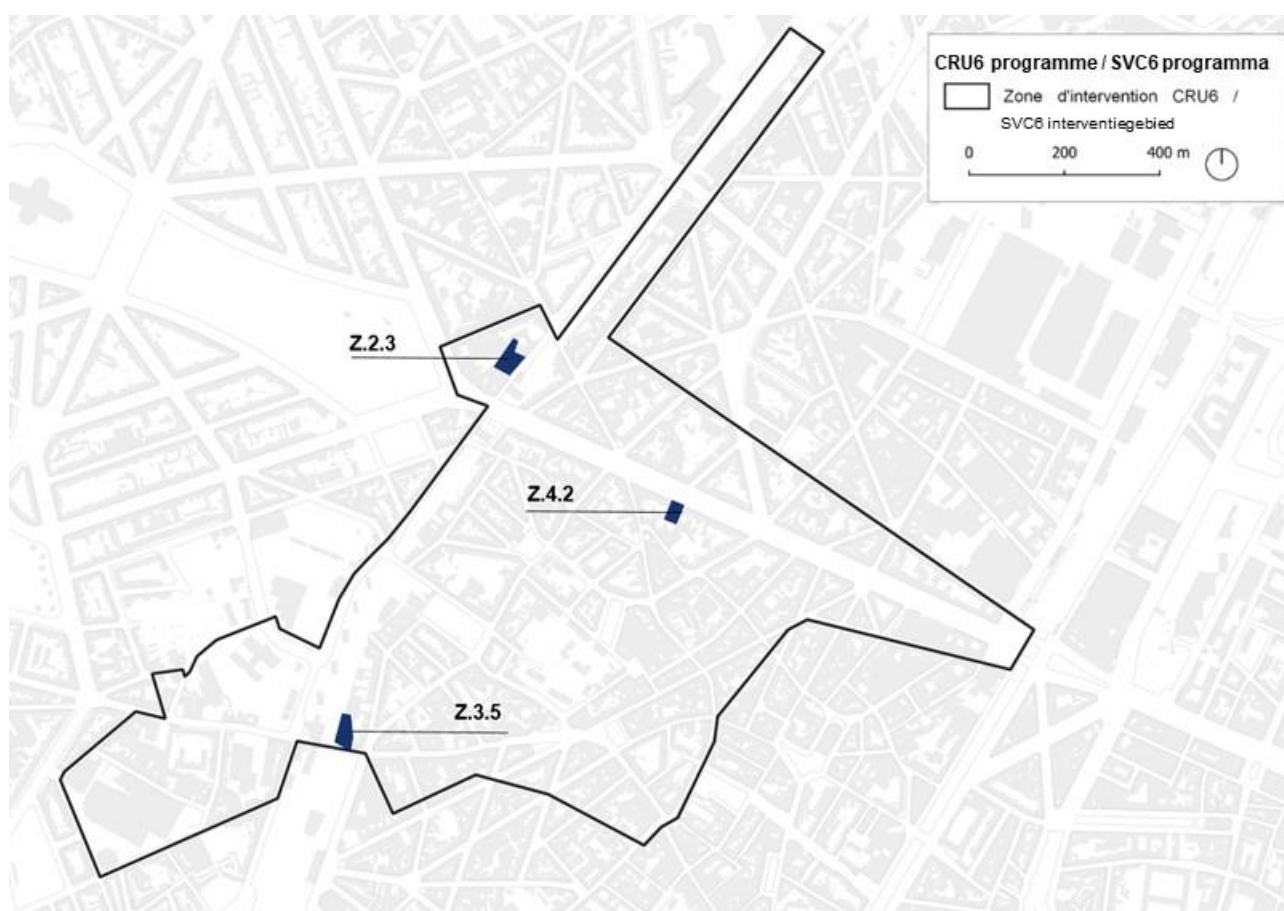 CRU6 programme / SVC6 programma
Zone d'intervention CRU6 /
SVC6 interventiegebied
0 200 400 m
Z.2.3
Z.4.2
Z.3.5